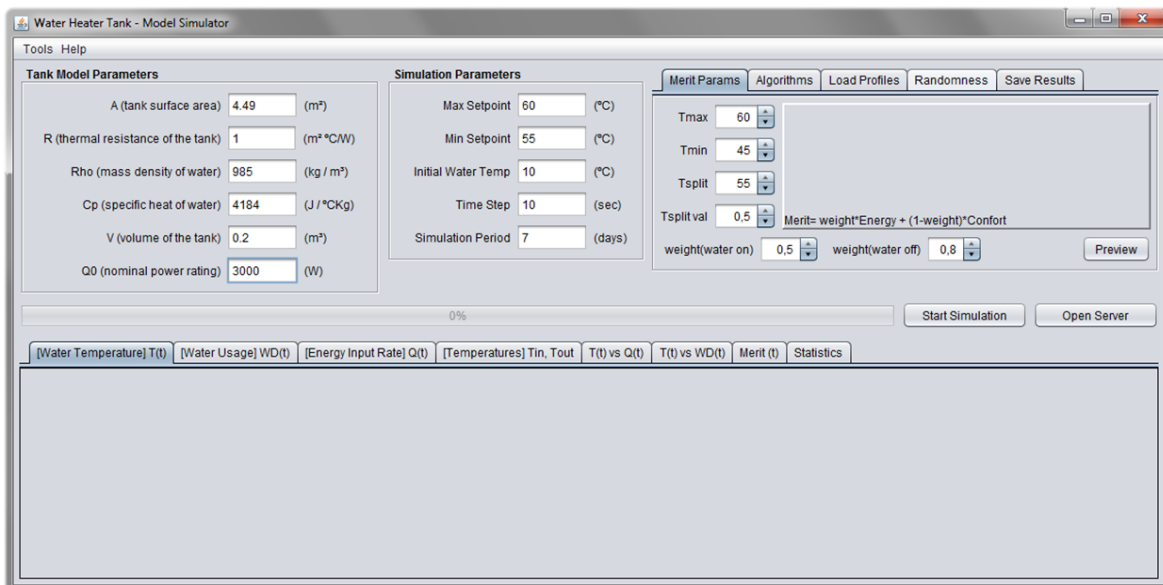 Water Heater Tank - Model Simulator
Tools Help
Tank Model Parameters
A (tank surface area) 4.49 (m²)
R (thermal resistance of the tank) 1 (m² ºC/W)
Rho (mass density of water) 985 (kg / m³)
Cp (specific heat of water) 4184 (J / ºCKg)
V (volume of the tank) 0.2 (m³)
Q0 (nominal power rating) 3000 (W)
Simulation Parameters
Max Setpoint 60 (ºC)
Min Setpoint 55 (ºC)
Initial Water Temp 10 (ºC)
Time Step 10 (sec)
Simulation Period 7 (days)
Merit Params Algorithms Load Profiles Randomness Save Results
Tmax 60
Tmin 45
Tsplit 55
Tsplit val 0,5
Merit= weight*Energy + (1-weight)*Confort
weight(water on) 0,5 weight(water off) 0,8 Preview
0% Start Simulation Open Server
[Water Temperature] T(t) [Water Usage] WD(t) [Energy Input Rate] Q(t) [Temperatures] Tin, Tout T(t) vs Q(t) T(t) vs WD(t) Merit (t) Statistics